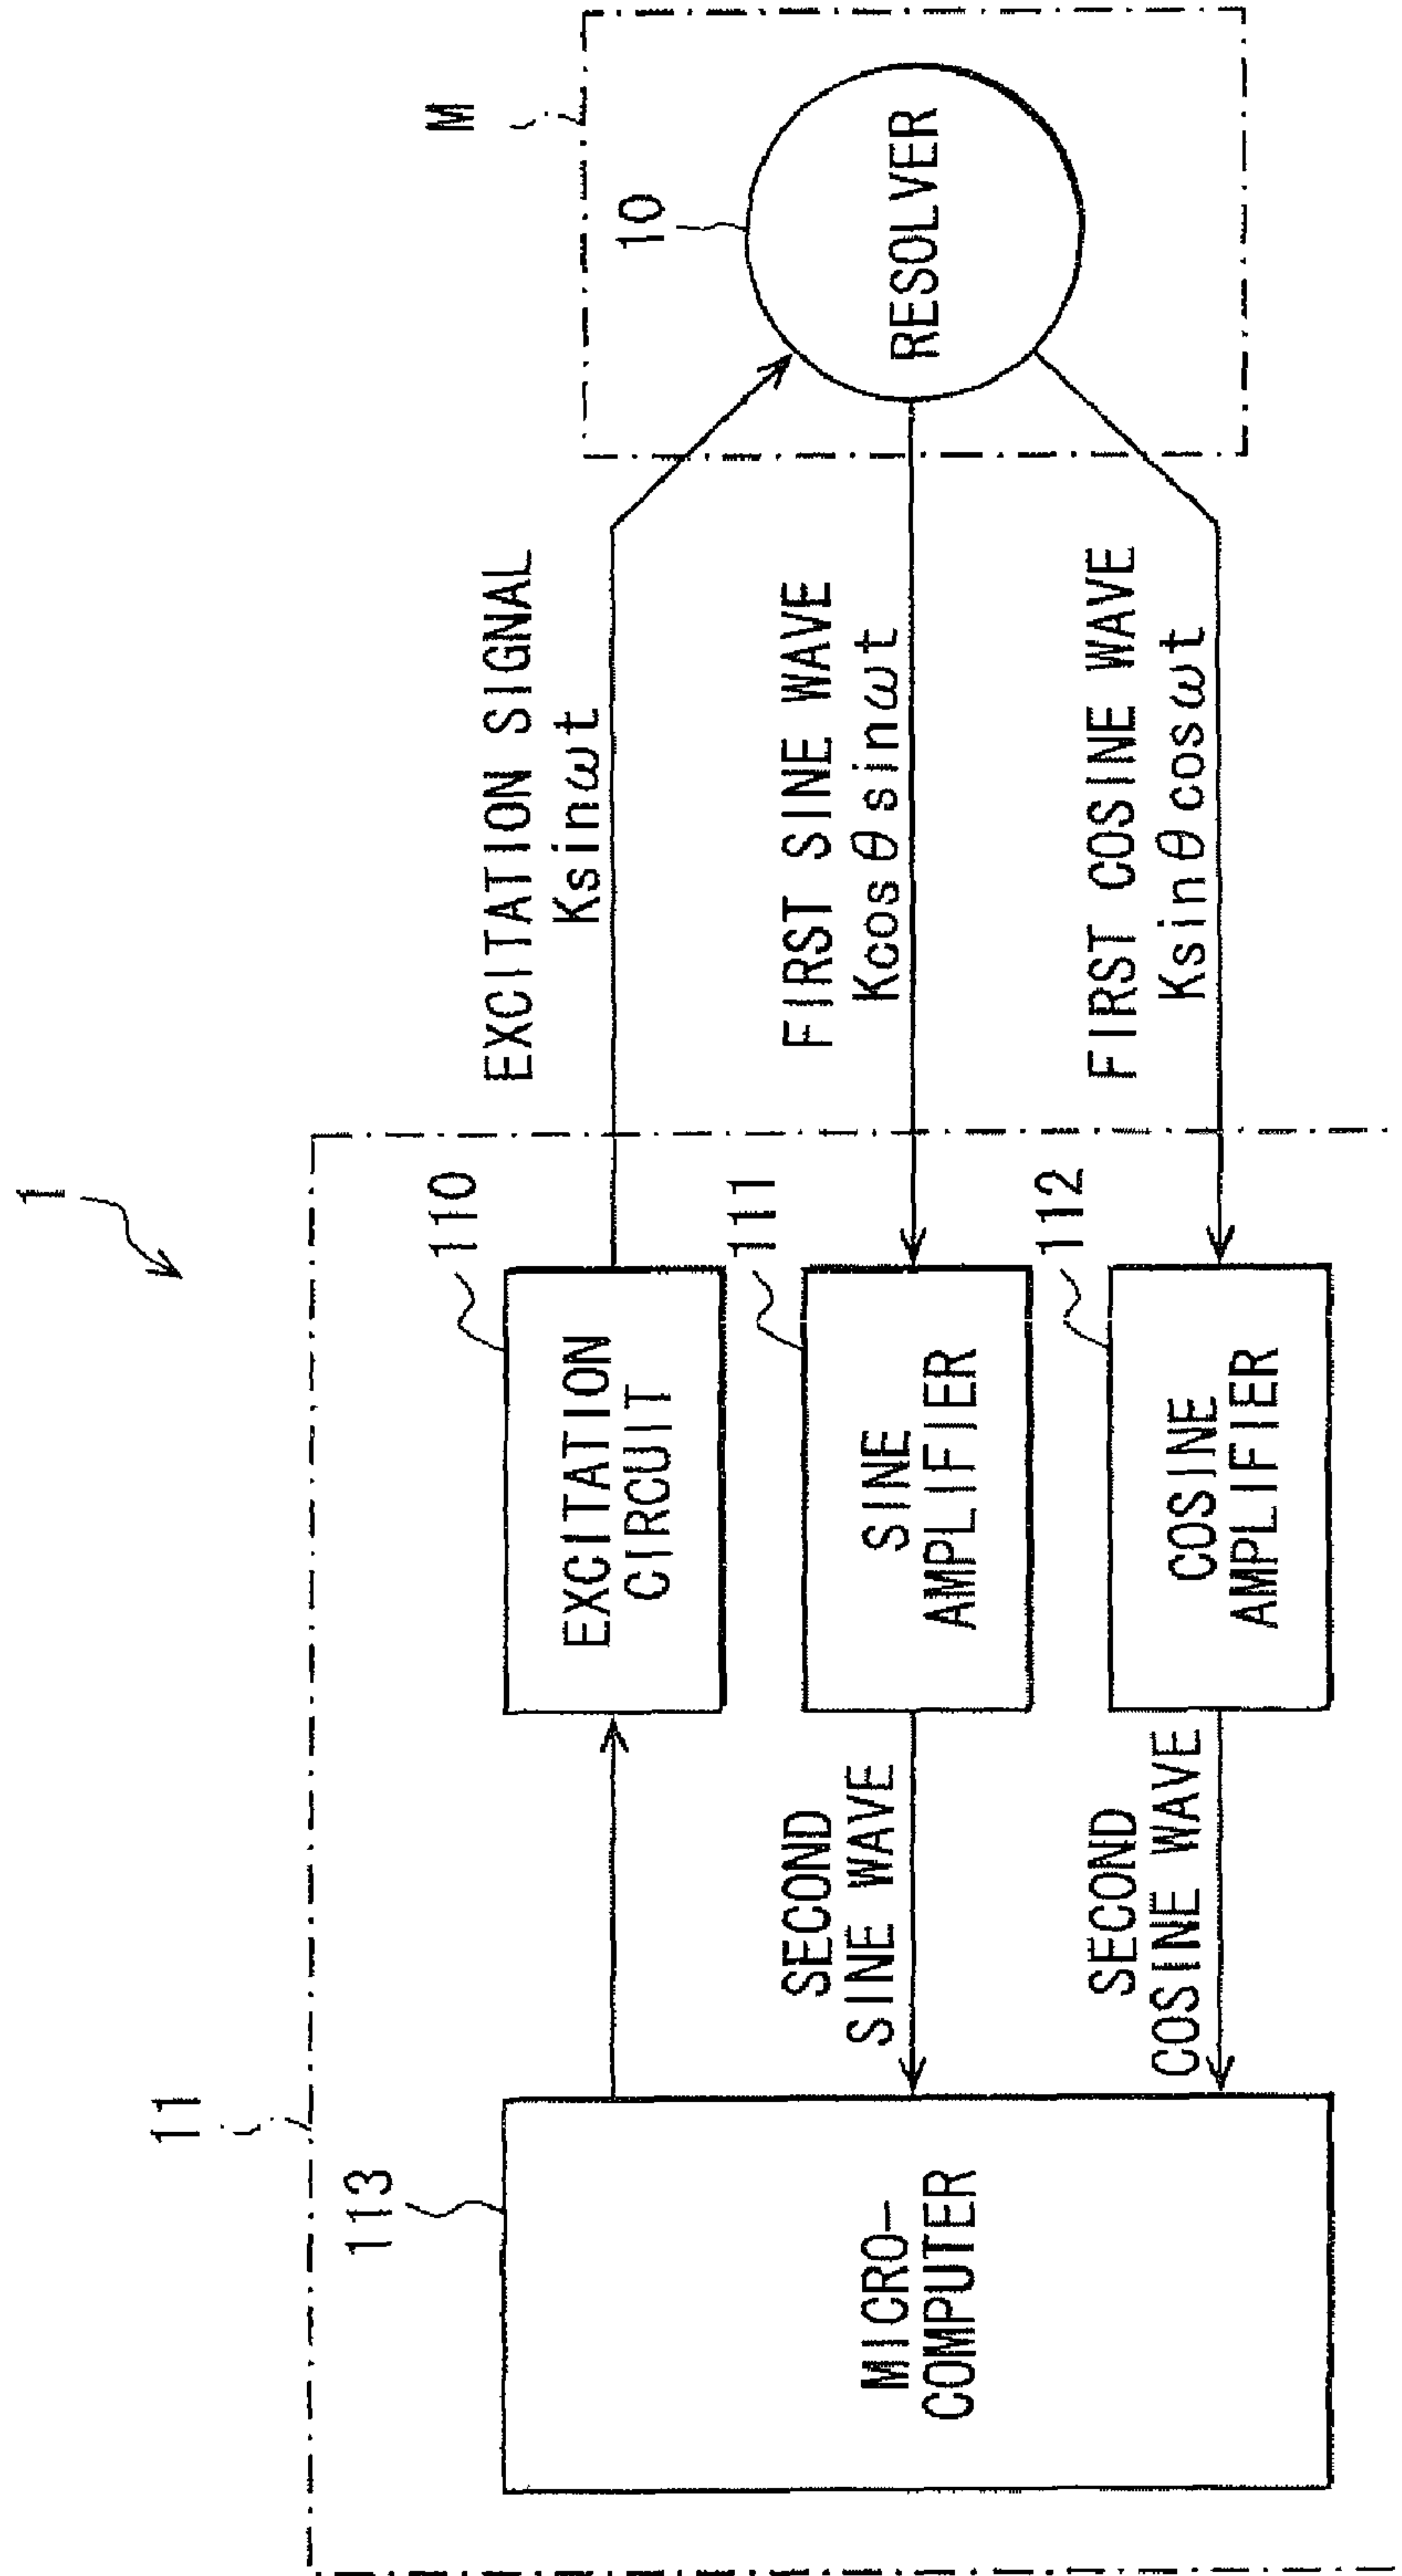 1
11
M
113
110
10
EXCITATION SIGNAL
Ksinωt
EXCITATION
CIRCUIT
RESOLVER
111
FIRST SINE WAVE
Kcosθsinωt
MICRO-
COMPUTER
SECOND
SINE WAVE
SINE
AMPLIFIER
112
FIRST COSINE WAVE
Ksinθcosωt
SECOND
COSINE WAVE
COSINE
AMPLIFIER